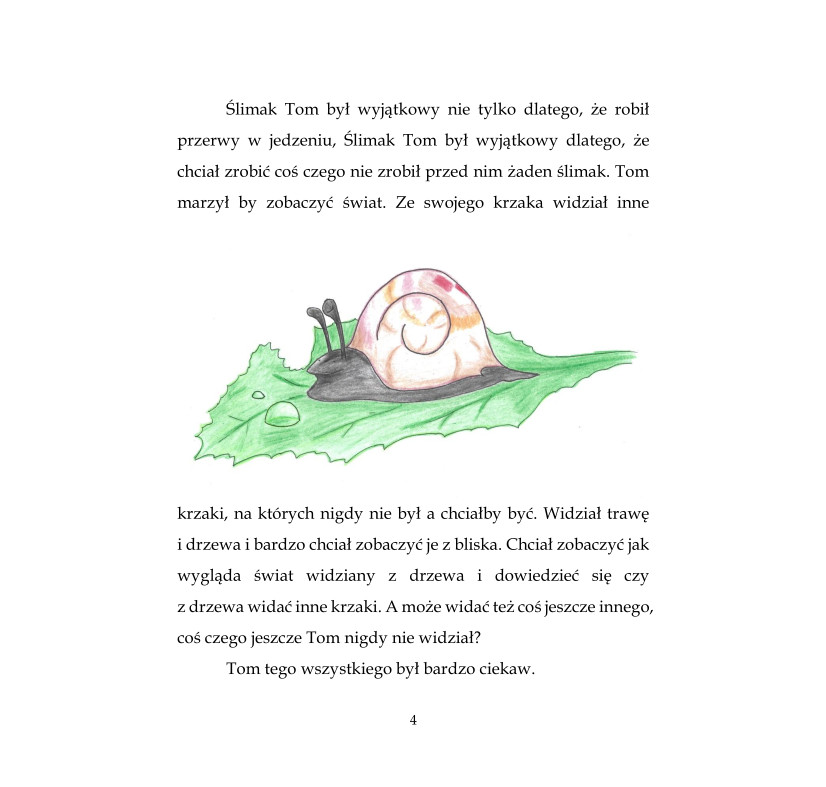 Ślimak Tom był wyjątkowy nie tylko dlatego, że robił
przerwy w jedzeniu, Ślimak Tom był wyjątkowy dlatego, że
chciał zrobić coś czego nie zrobił przed nim żaden ślimak. Tom
marzył by zobaczyć świat. Ze swojego krzaka widział inne
krzaki, na których nigdy nie był a chciałby być. Widział trawę
i drzewa i bardzo chciał zobaczyć je z bliska. Chciał zobaczyć jak
wygląda świat widziany z drzewa i dowiedzieć się czy
z drzewa widać inne krzaki. A może widać też coś jeszcze innego,
coś czego jeszcze Tom nigdy nie widział?
Tom tego wszystkiego był bardzo ciekaw.
4